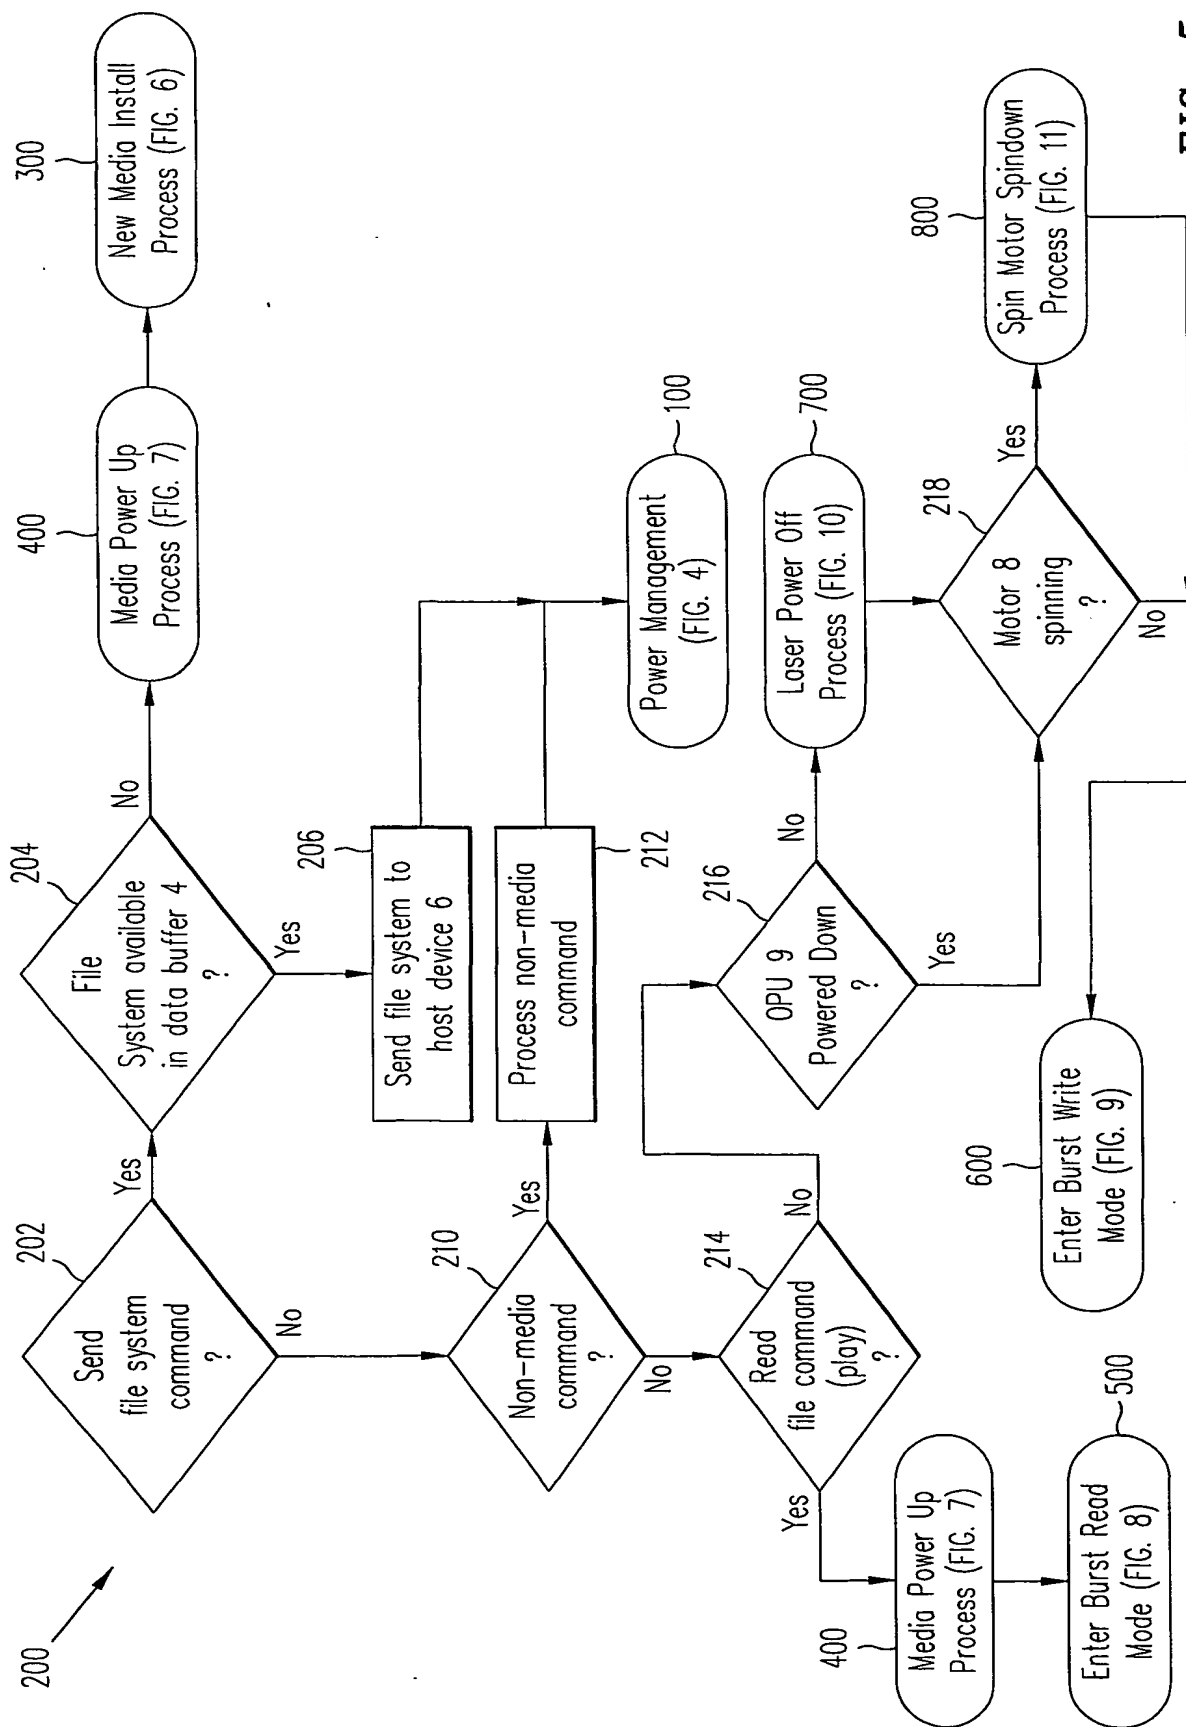 200
202
Send
file system
command
?
Yes
No
204
File
System available
in data buffer 4
?
No
Yes
400
Media Power Up
Process (FIG. 7)
300
New Media Install
Process (FIG. 6)
206
Send file system to
host device 6
210
Non-media
command
?
Yes
No
212
Process non-media
command
100
Power Management
(FIG. 4)
214
Read
file command
(play)
?
Yes
No
400
Media Power Up
Process (FIG. 7)
500
Enter Burst Read
Mode (FIG. 8)
216
OPU 9
Powered Down
?
No
Yes
700
Laser Power Off
Process (FIG. 10)
218
Motor 8
spinning
?
Yes
No
800
Spin Motor Spindown
Process (FIG. 11)
600
Enter Burst Write
Mode (FIG. 9)